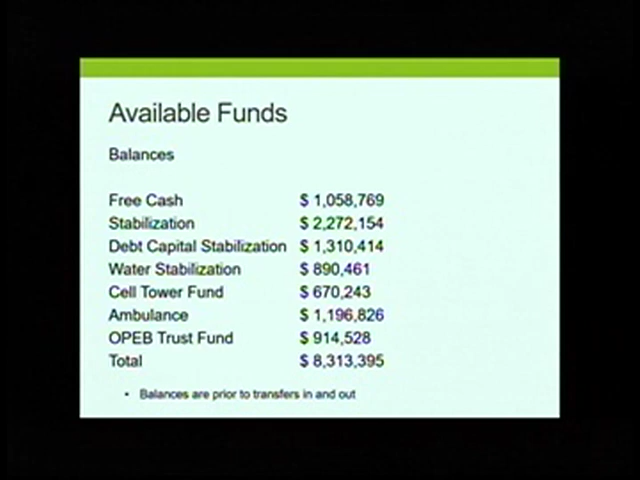 Available Funds
Balances
Free Cash $ 1,058,769
Stabilization $ 2,272,154
Debt Capital Stabilization $ 1,310,414
Water Stabilization $ 890,461
Cell Tower Fund $ 670,243
Ambulance $ 1,196,826
OPEB Trust Fund $ 914,528
Total $ 8,313,395
• Balances are prior to transfers in and out